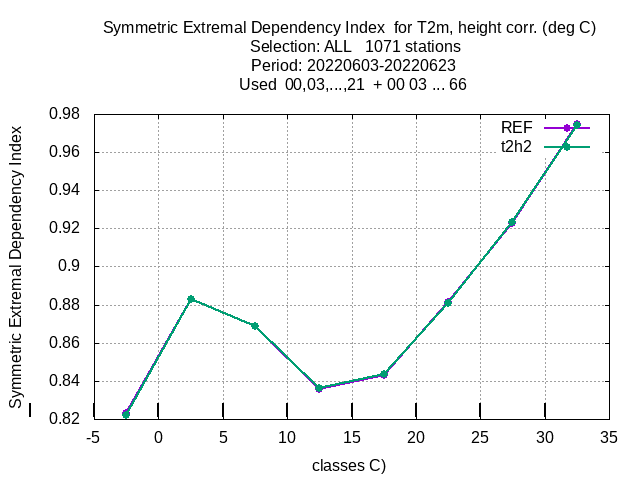 Symmetric Extremal Dependency Index  for T2m, height corr. (deg C)
Selection: ALL   1071 stations
Period: 20220603-20220623
Used  00,03,...,21  + 00 03 ... 66
REF
t2h2
Symmetric Extremal Dependency Index
0.98
0.96
0.94
0.92
0.9
0.88
0.86
0.84
0.82
-5 0 5 10 15 20 25 30 35
classes C)